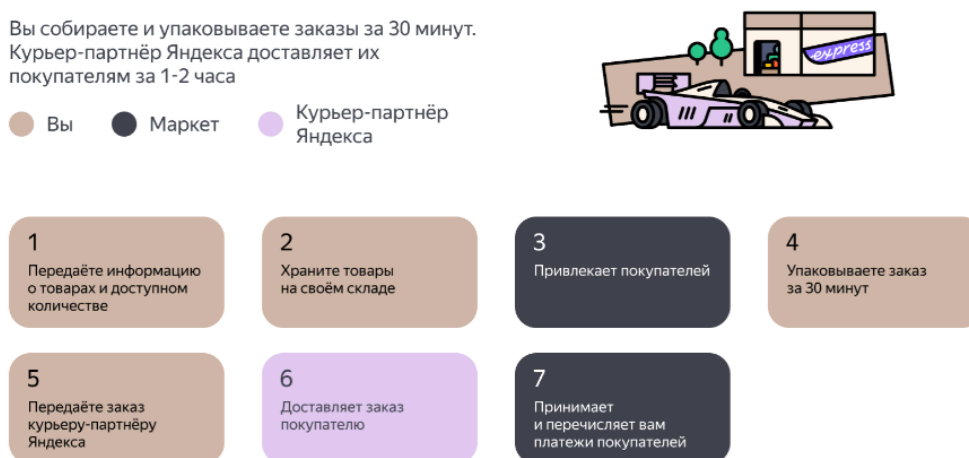 Вы собираете и упаковываете заказы за 30 минут.
Курьер-партнёр Яндекса доставляет их
покупателям за 1-2 часа
Вы
Маркет
Курьер-партнёр
Яндекса
express
1
Передаёте информацию
о товарах и доступном
количестве
2
Храните товары
на своём складе
3
Привлекает покупателей
4
Упаковываете заказ
за 30 минут
5
Передаёте заказ
курьеру-партнёру
Яндекса
6
Доставляет заказ
покупателю
7
Принимает
и перечисляет вам
платежи покупателей